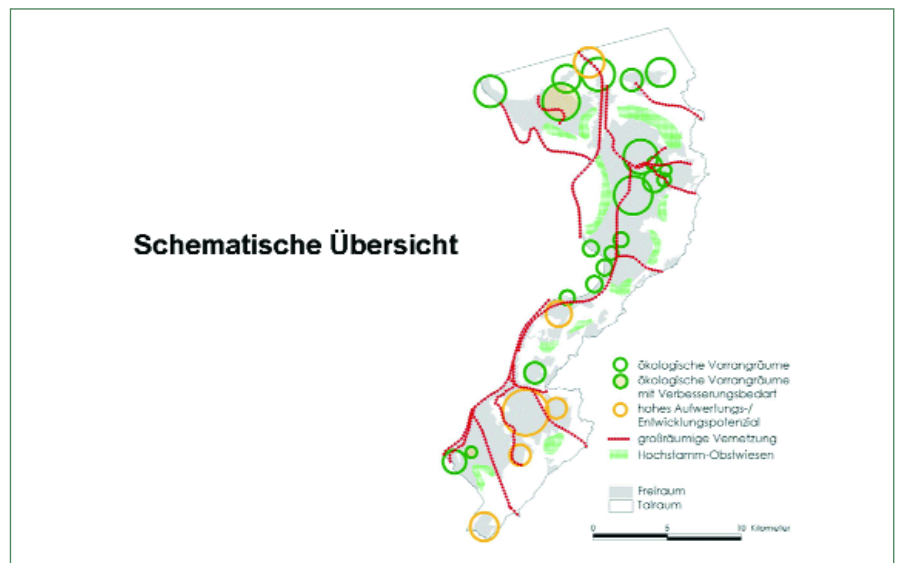 Schematische Übersicht
ökologische Vorrangräume
ökologische Vorrangräume
mit Verbesserungsbedarf
hohes Aufwertungs-/
Entwicklungspotenzial
großräumige Vernetzung
Hochstamm-Obstwiesen
Freiraum
Talraum
0 5 10 Kilometer